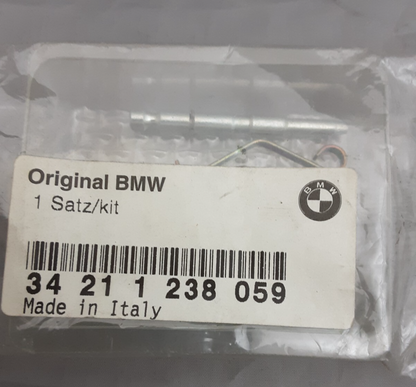 Original BMW
1 Satz/kit
BMW
34 21 1 238 059
Made in Italy